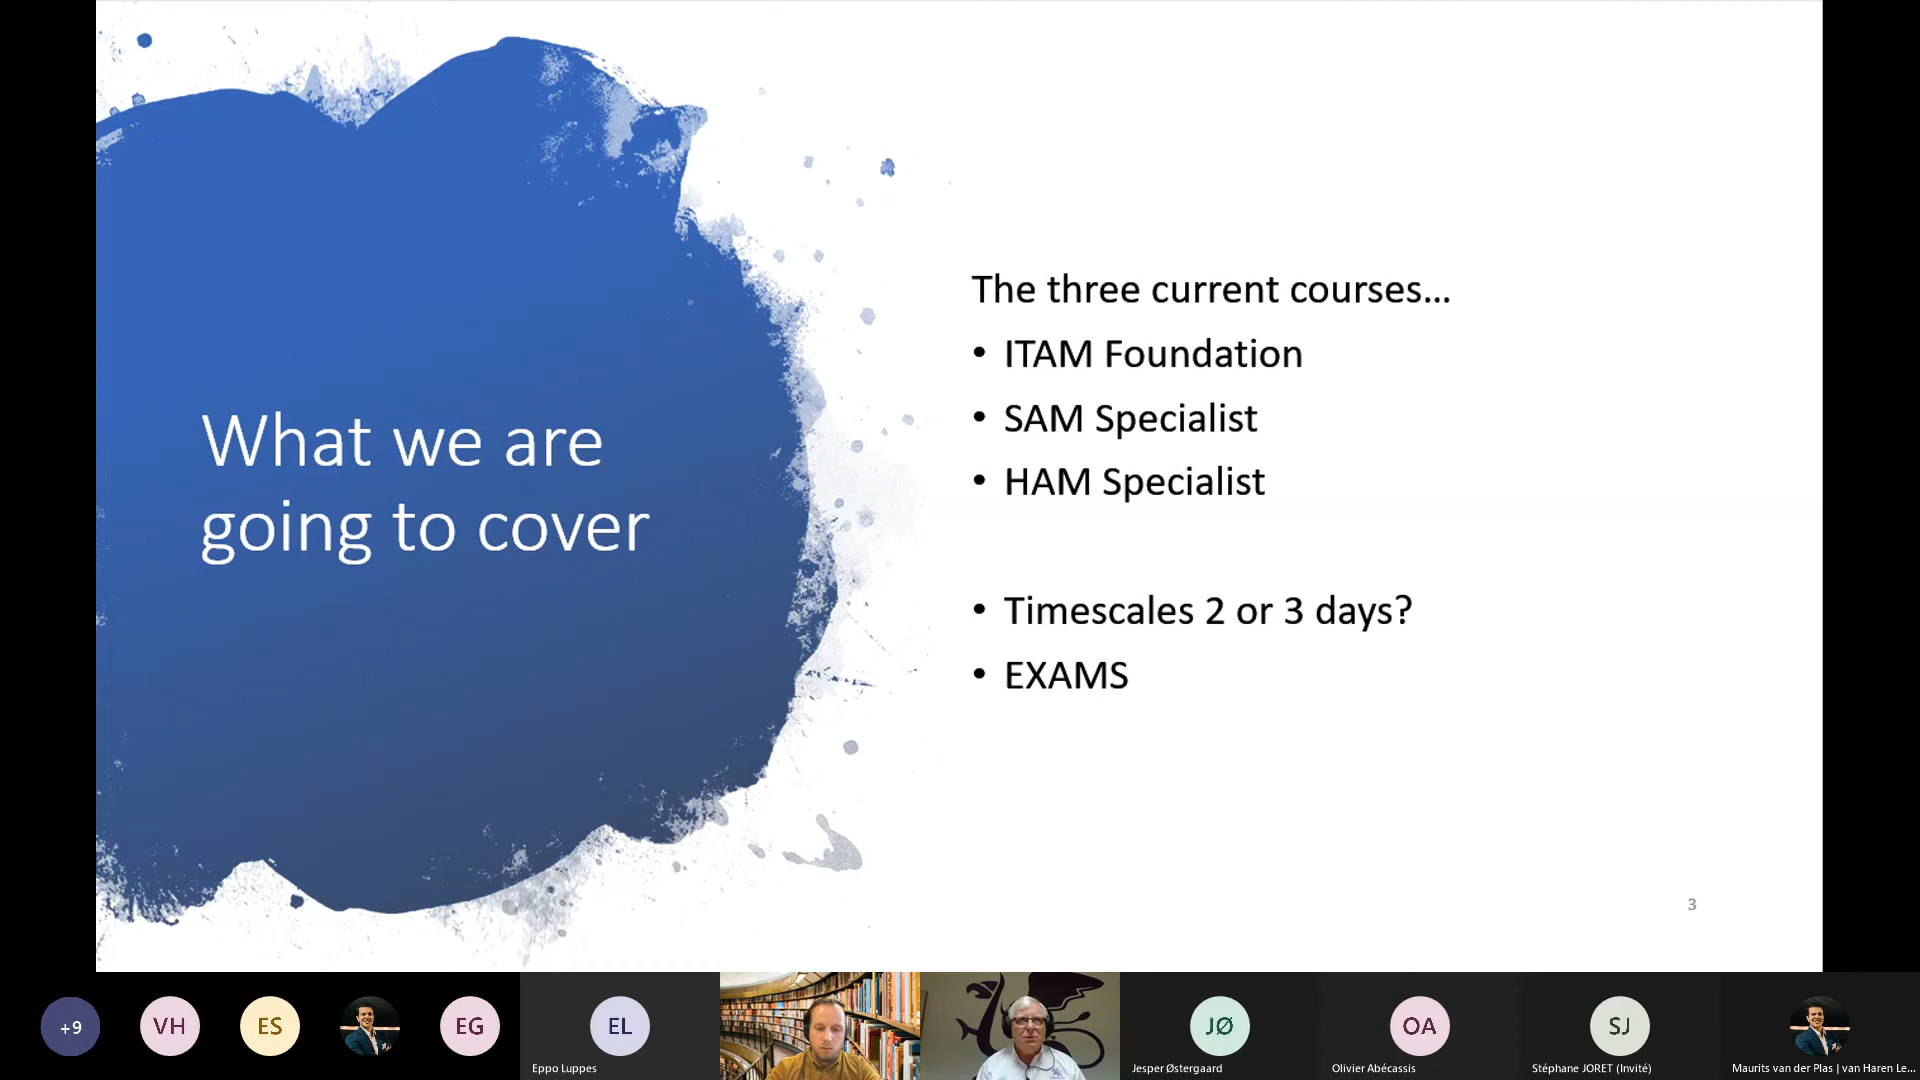 What we are
going to cover
The three current courses...
• ITAM Foundation
• SAM Specialist
• HAM Specialist
• Timescales 2 or 3 days?
• EXAMS
3
+9
VH
ES
EG
EL
Eppo Luppes
JØ
Jesper Østergaard
OA
Olivier Abécassis
SJ
Stéphane JORET (Invité)
Maurits van der Plas | van Haren Le...